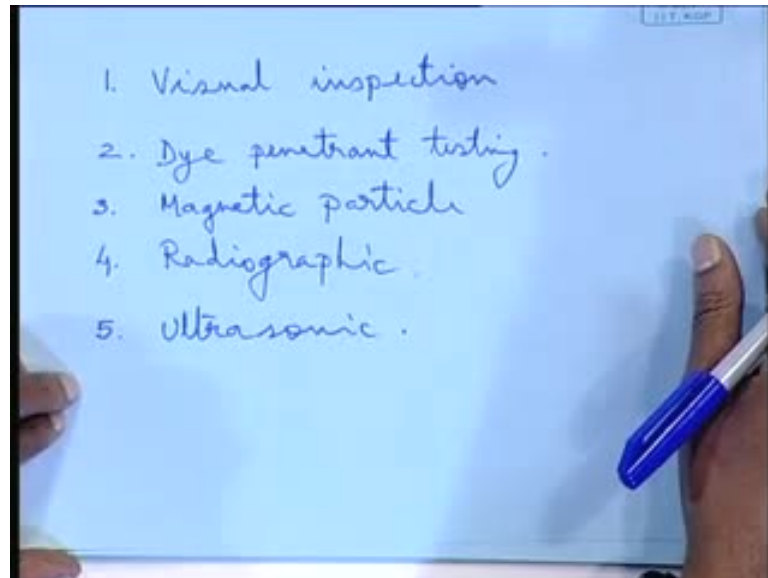 1. Visual inspection
2. Dye penetrant testing.
3. Magnetic particle
4. Radiographic.
5. Ultrasonic.